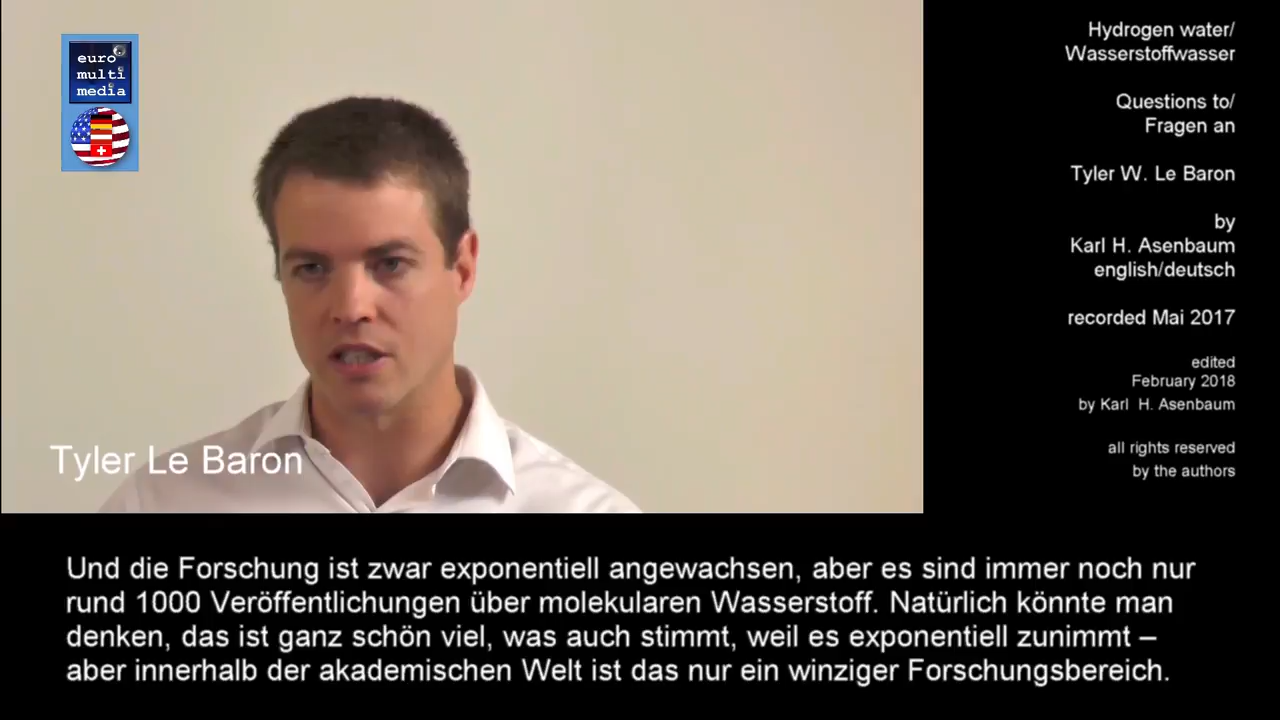 euro
multi
media
Hydrogen water/
Wasserstoffwasser
Questions to/
Fragen an
Tyler W. Le Baron
by
Karl H. Asenbaum
english/deutsch
recorded Mai 2017
edited
February 2018
by Karl H. Asenbaum
all rights reserved
by the authors
Tyler Le Baron
Und die Forschung ist zwar exponentiell angewachsen, aber es sind immer noch nur
rund 1000 Veröffentlichungen über molekularen Wasserstoff. Natürlich könnte man
denken, das ist ganz schön viel, was auch stimmt, weil es exponentiell zunimmt –
aber innerhalb der akademischen Welt ist das nur ein winziger Forschungsbereich.